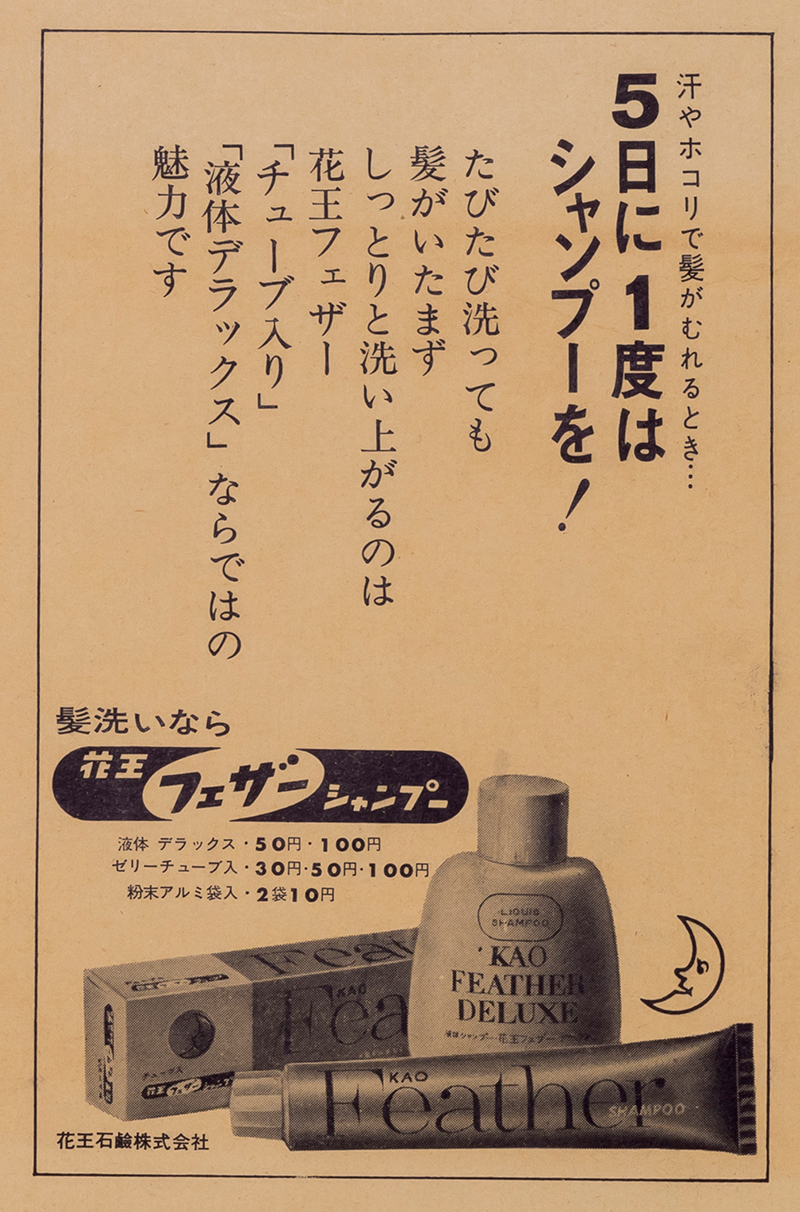 汗やホコリで髪がむれるとき…
5日に1度は
シャンプーを！
たびたび洗っても
髪がいたまず
しっとりと洗い上がるのは
花王フェザー
「チューブ入り」
「液体デラックス」ならではの
魅力です
髪洗いなら
花王 フェザー シャンプー
液体 デラックス・50円・100円
ゼリーチューブ入・30円・50円・100円
粉末アルミ袋入・2袋10円
LIQUID
SHAMPOO
KAO
FEATHER
DELUXE
KAO
Fea
チューブ入
花王 フェザー シャンプー
KAO
Feather
SHAMPOO
花王石鹸株式会社